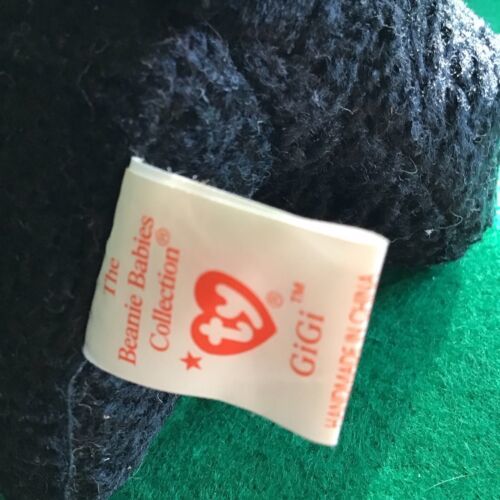 The
Beanie Babies
Collection®
ty®
GiGi™
HANDMADE IN CHINA